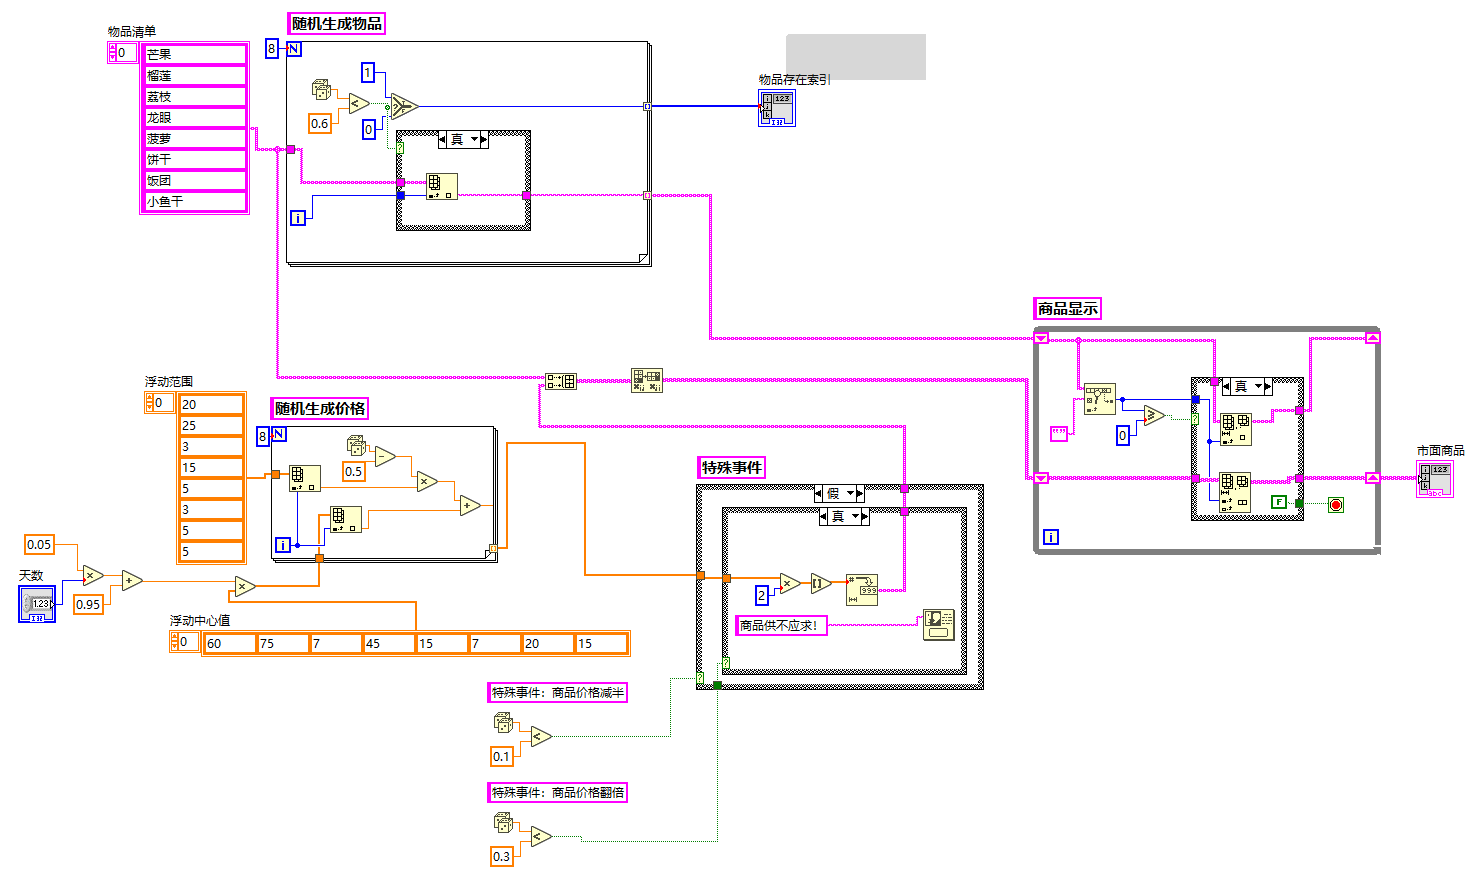 随机生成物品
物品清单
0
芒果
榴莲
荔枝
龙眼
菠萝
饼干
饭团
小鱼干
8
N
1
0.6
0
真
i
物品存在索引
商品显示
真
0
F
i
市面商品
浮动范围
0
20
25
3
15
5
3
5
5
随机生成价格
8
N
0.5
i
0.05
天数
1.23
0.95
浮动中心值
0
60
75
7
45
15
7
20
15
特殊事件
假
真
2
商品供不应求!
特殊事件：商品价格减半
0.1
特殊事件：商品价格翻倍
0.3